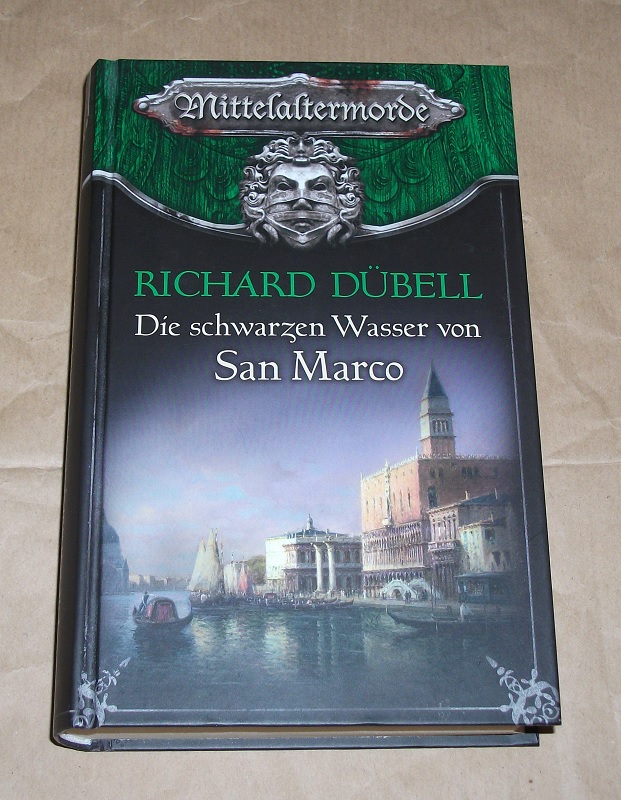 Mittelaltermorde
RICHARD DÜBELL
Die schwarzen Wasser von
San Marco